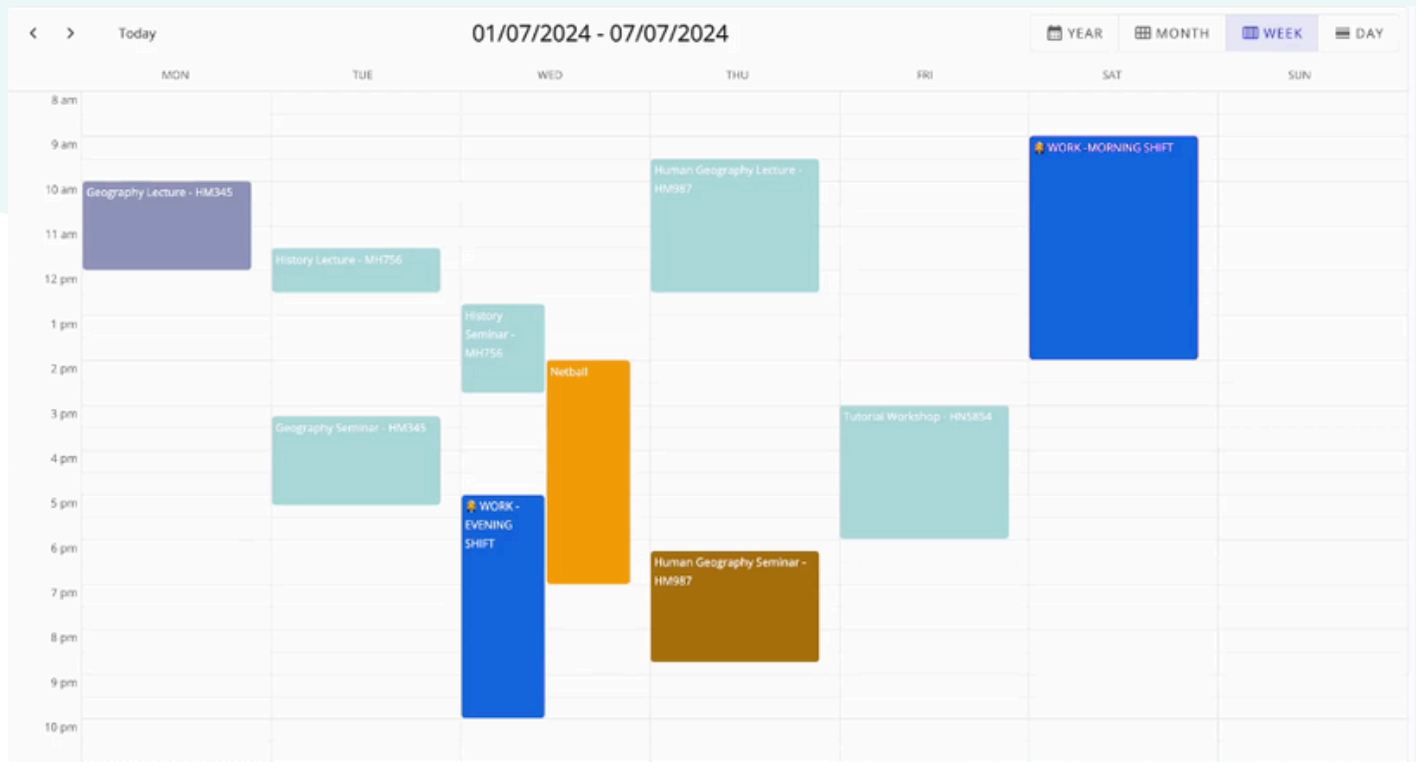 Today
01/07/2024 - 07/07/2024
YEAR
MONTH
WEEK
DAY
MON
TUE
WED
THU
FRI
SAT
SUN
8 am
9 am
10 am
11 am
12 pm
1 pm
2 pm
3 pm
4 pm
5 pm
6 pm
7 pm
8 pm
9 pm
10 pm
Geography Lecture - HM345
History Lecture - MH756
Geography Seminar - HM345
History
Seminar -
MH756
Netball
WORK -
EVENING
SHIFT
Human Geography Lecture -
HM987
Human Geography Seminar -
HM987
Tutorial Workshop - HNS854
WORK -MORNING SHIFT